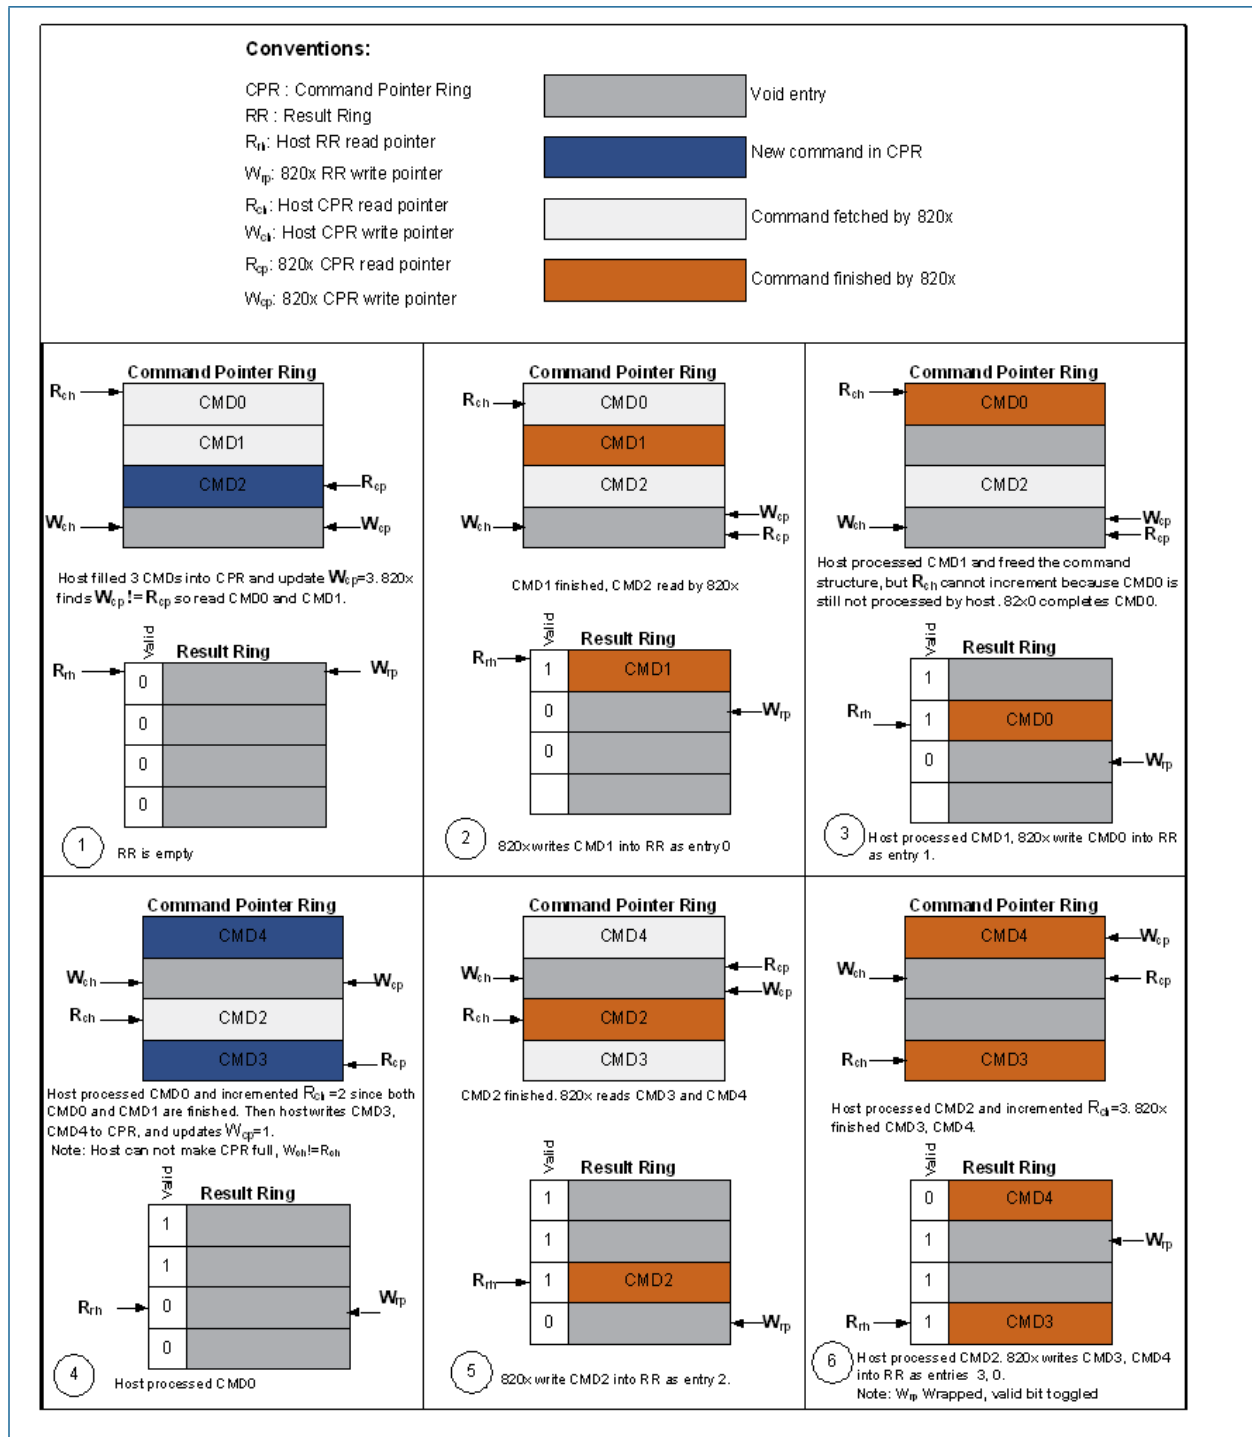 Conventions:
CPR : Command Pointer Ring
RR : Result Ring
Rrh: Host RR read pointer
Wrp: 820x RR write pointer
Rch: Host CPR read pointer
Wch: Host CPR write pointer
Rcp: 820x CPR read pointer
Wcp: 820x CPR write pointer
Void entry
New command in CPR
Command fetched by 820x
Command finished by 820x
Command Pointer Ring
Rch
CMD0
CMD1
CMD2
Rcp
Wch
Wcp
Host filled 3 CMDs into CPR and update Wcp=3. 820x
finds Wcp != Rcp so read CMD0 and CMD1.
Valid
Result Ring
Rrh
Wrp
0
0
0
0
1
RR is empty
Command Pointer Ring
Rch
CMD0
CMD1
CMD2
Wch
Wcp
Rcp
CMD1 finished, CMD2 read by 820x
Valid
Result Ring
Rrh
1
CMD1
0
Wrp
0
2
820x writes CMD1 into RR as entry 0
Command Pointer Ring
Rch
CMD0
CMD2
Wch
Wcp
Rcp
Host processed CMD1 and freed the command
structure, but Rch cannot increment because CMD0 is
still not processed by host. 82x0 completes CMD0.
Valid
Result Ring
1
Rrh
1
CMD0
0
Wrp
3
Host processed CMD1, 820x write CMD0 into RR
as entry 1.
Command Pointer Ring
CMD4
Wch
Wcp
Rch
CMD2
CMD3
Rcp
Host processed CMD0 and incremented Rch =2 since both
CMD0 and CMD1 are finished. Then host writes CMD3,
CMD4 to CPR, and updates Wcp=1.
Note: Host can not make CPR full, Wch!=Rch
Valid
Result Ring
1
1
Rrh
0
Wrp
0
4
Host processed CMD0
Command Pointer Ring
CMD4
Rcp
Wch
Wcp
Rch
CMD2
CMD3
CMD2 finished. 820x reads CMD3 and CMD4
Valid
Result Ring
1
1
Rrh
1
CMD2
0
Wrp
5
820x write CMD2 into RR as entry 2.
Command Pointer Ring
CMD4
Wcp
Wch
Rcp
Rch
CMD3
Host processed CMD2 and incremented Rch=3. 820x
finished CMD3, CMD4.
Valid
Result Ring
0
CMD4
1
Wrp
1
Rrh
1
CMD3
6
Host processed CMD2. 820x writes CMD3, CMD4
into RR as entries 3, 0.
Note: Wrp Wrapped, valid bit toggled